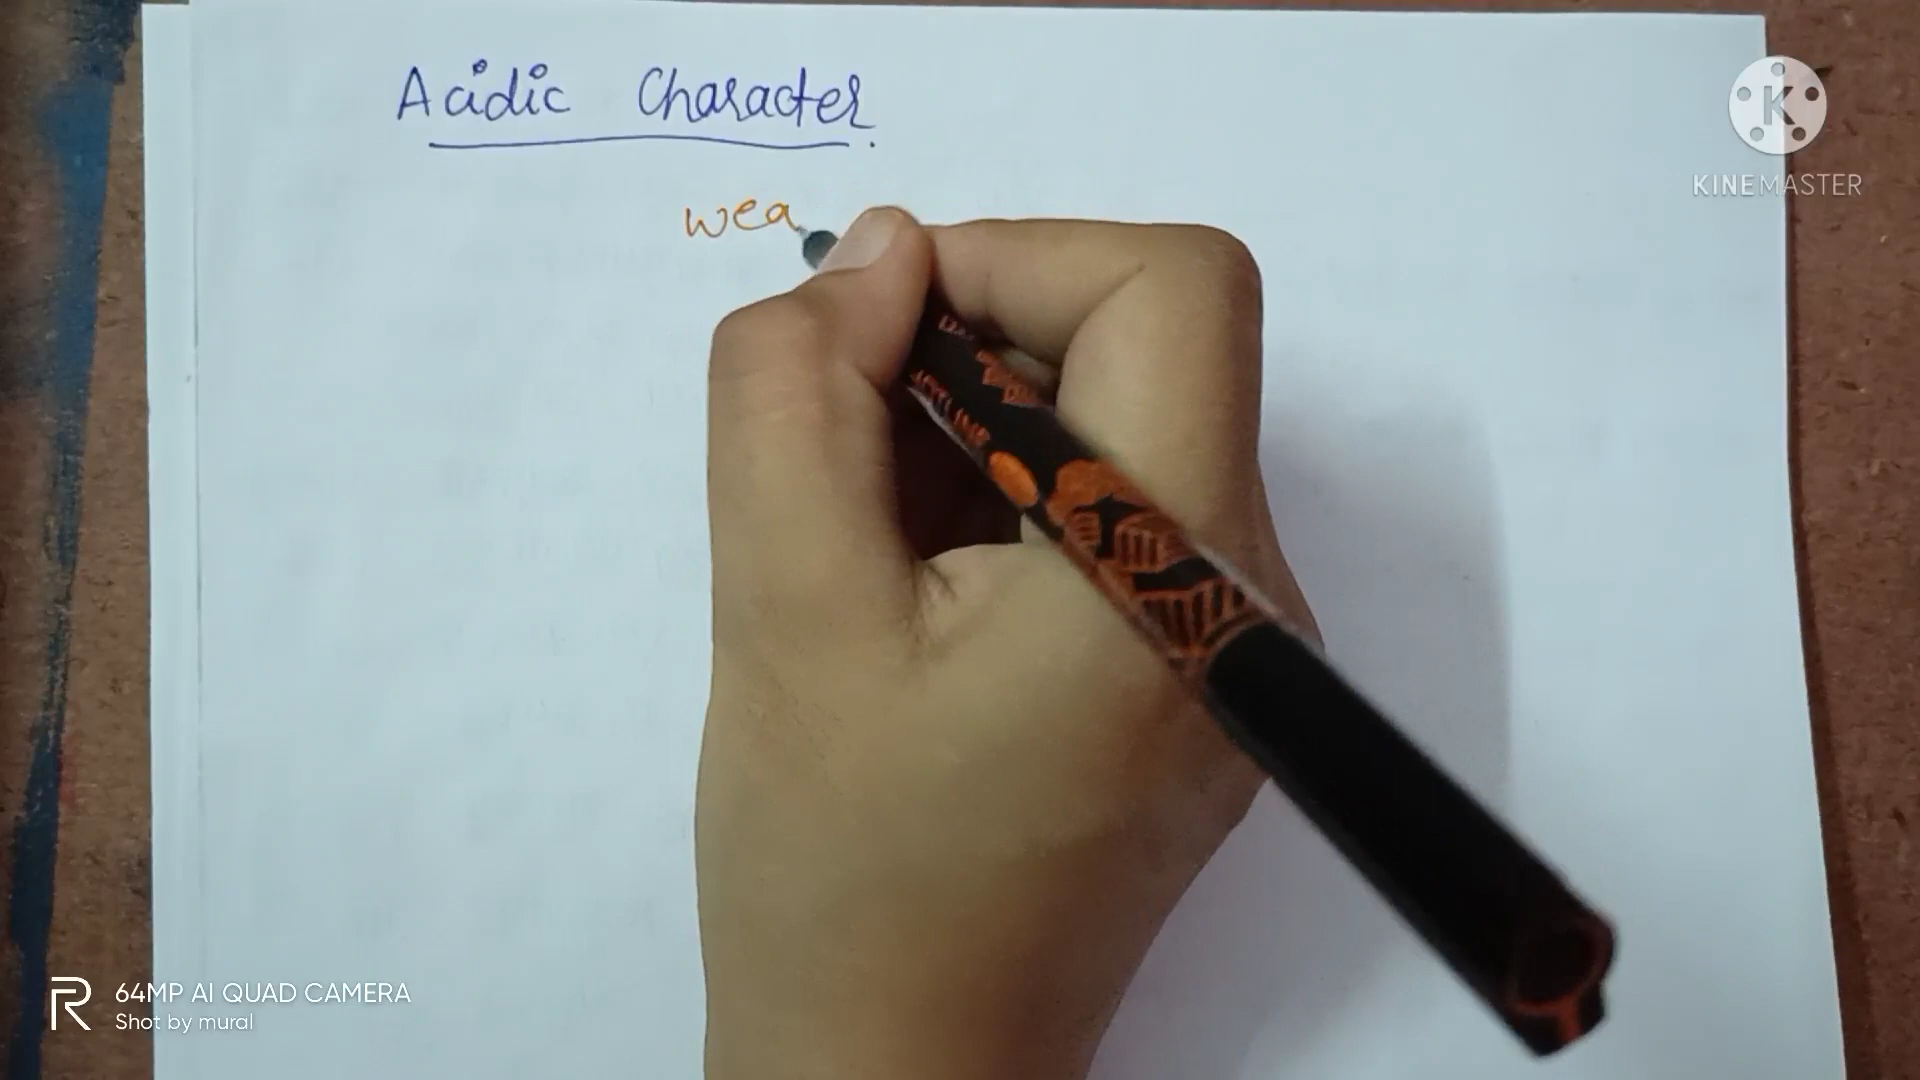 Acidic Character.
wea
K
KINEMASTER
R
64MP AI QUAD CAMERA
Shot by mural